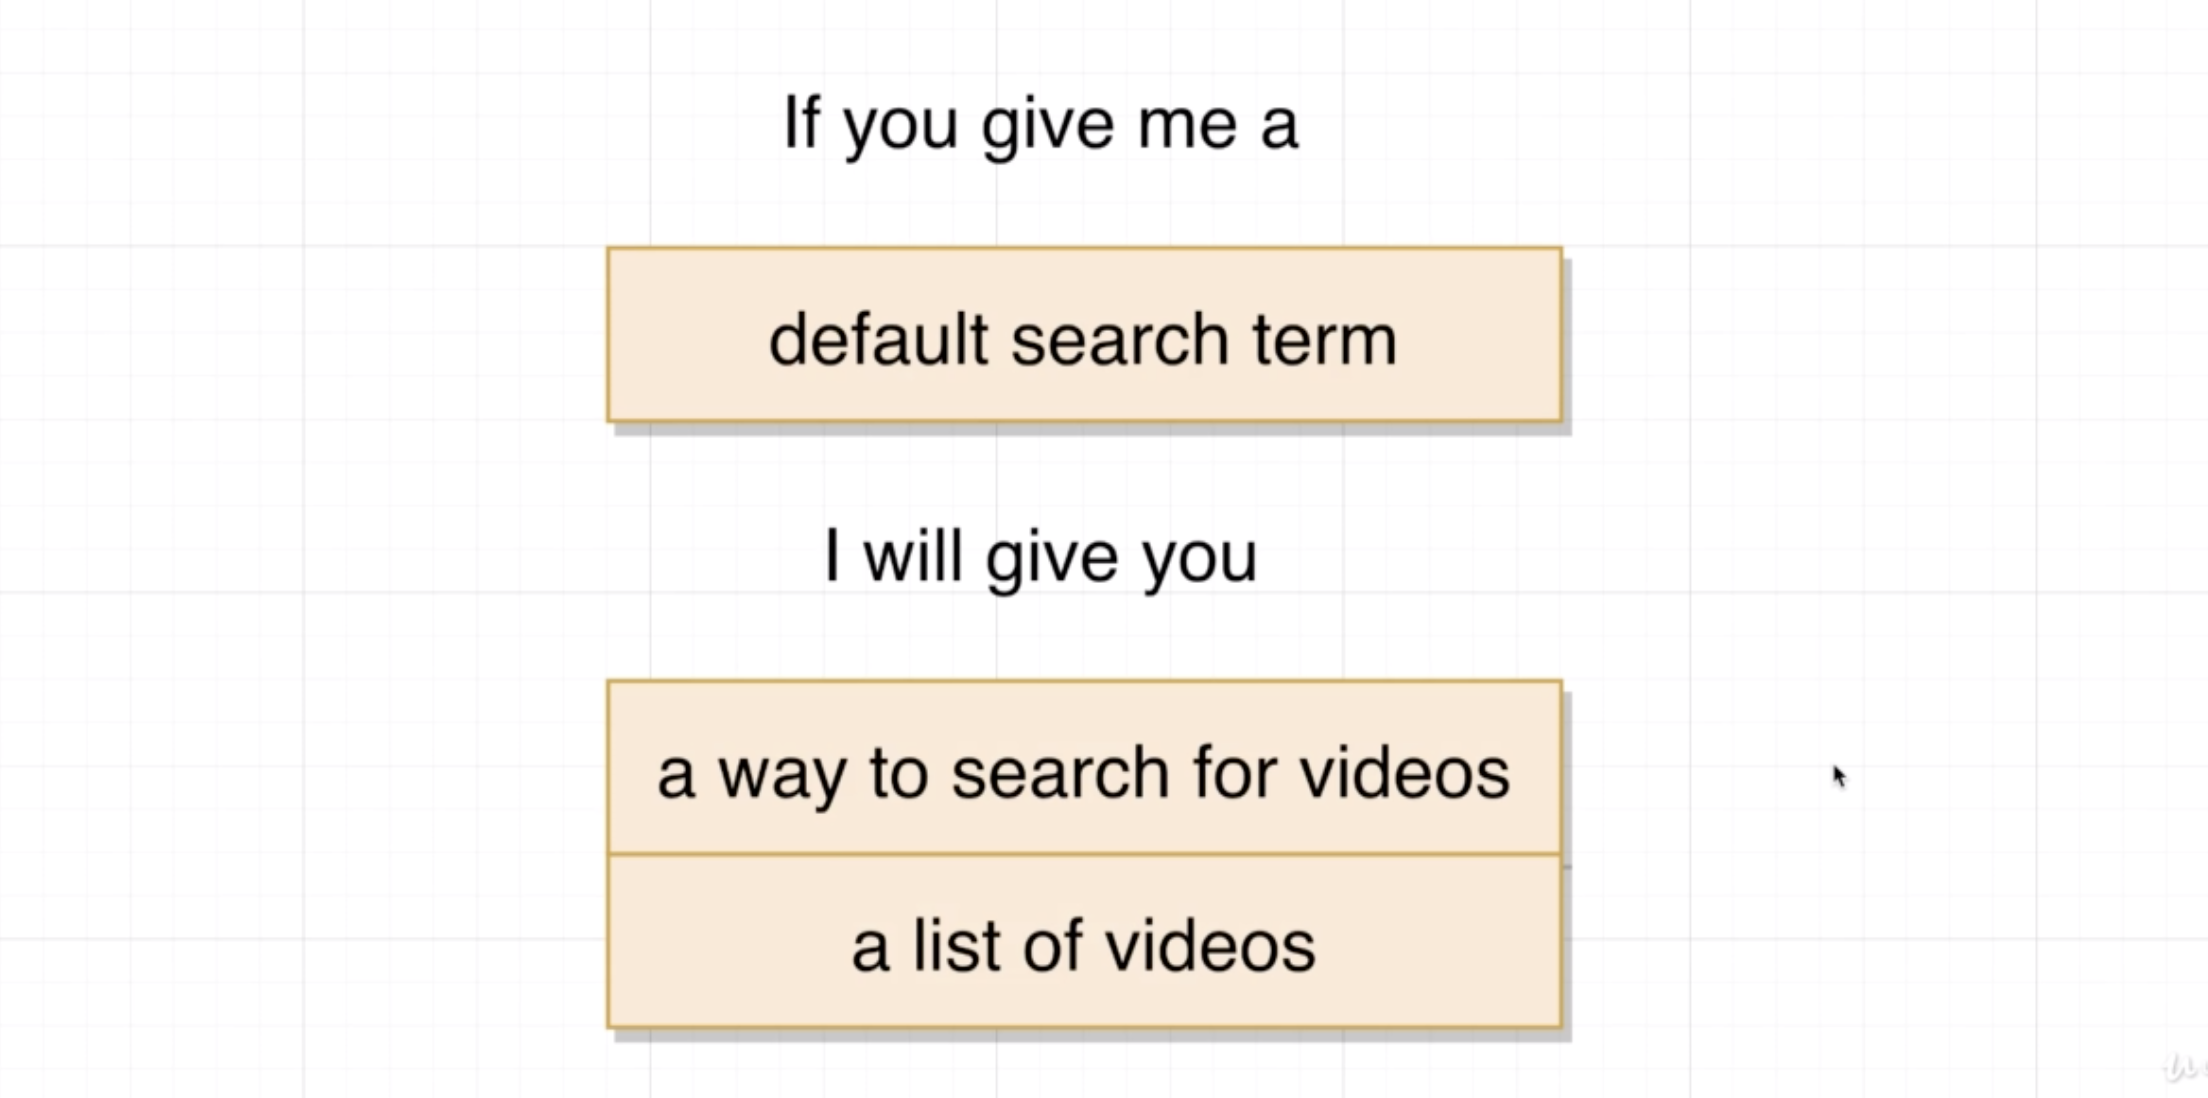 If you give me a
default search term
I will give you
a way to search for videos
a list of videos